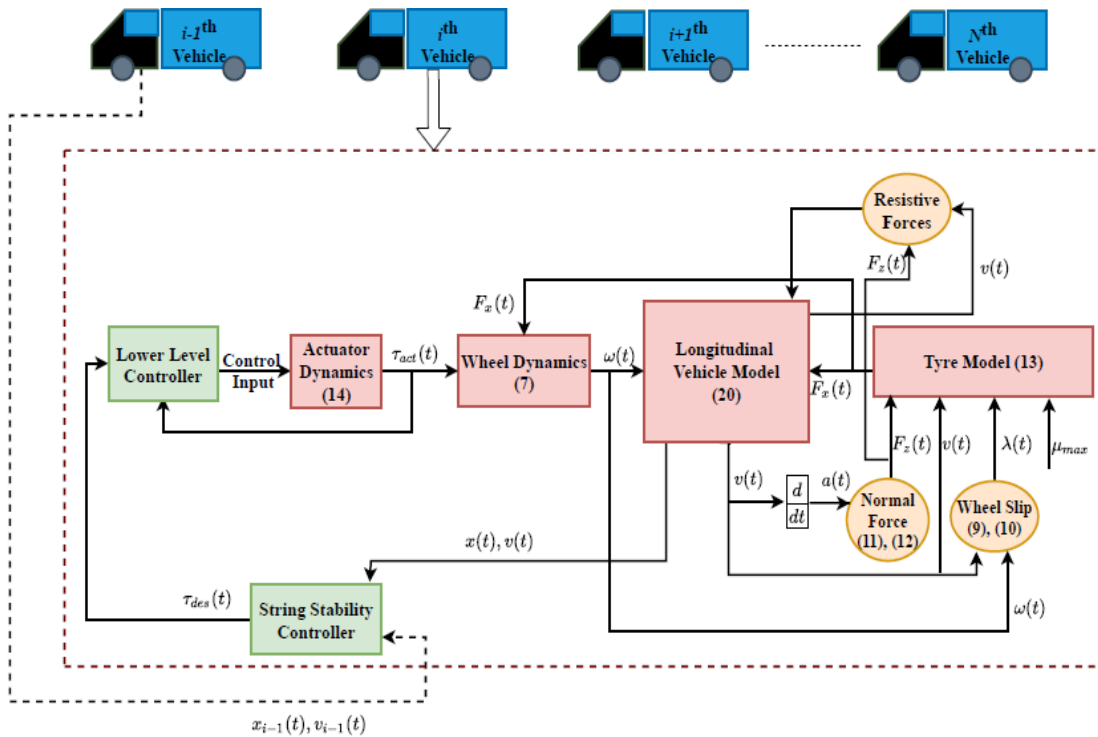 i-1th
Vehicle
ith
Vehicle
i+1th
Vehicle
Nth
Vehicle
Resistive
Forces
Fz(t)
v(t)
Fx(t)
Lower Level
Controller
Control
Input
Actuator
Dynamics
(14)
τact(t)
Wheel Dynamics
(7)
ω(t)
Longitudinal
Vehicle Model
(20)
Fx(t)
Tyre Model (13)
Fz(t)
v(t)
λ(t)
μmax
v(t)
d
dt
a(t)
Normal
Force
(11), (12)
Wheel Slip
(9), (10)
x(t), v(t)
τdes(t)
String Stability
Controller
ω(t)
xi−1(t), vi−1(t)